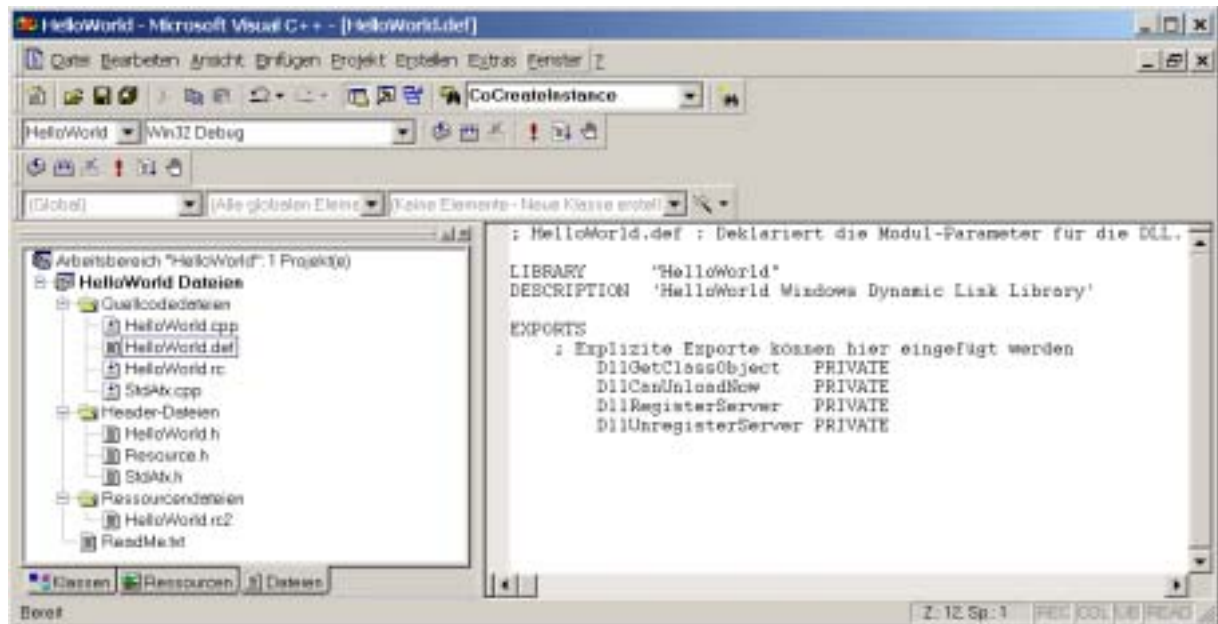 HelloWorld - Microsoft Visual C++ - [HelloWorld.def]
Datei Bearbeiten Ansicht Einfügen Projekt Erstellen Extras Fenster ?
CoCreateInstance
HelloWorld Win32 Debug
(Global) (Alle globalen Eleme (Keine Elemente - Neue Klasse erstell
Arbeitsbereich "HelloWorld": 1 Projekt(e)
HelloWorld Dateien
Quellcodedateien
HelloWorld.cpp
HelloWorld.def
HelloWorld.rc
StdAfx.cpp
Header-Dateien
HelloWorld.h
Resource.h
StdAfx.h
Ressourcendateien
HelloWorld.rc2
ReadMe.txt
Klassen Ressourcen Dateien
; HelloWorld.def : Deklariert die Modul-Parameter für die DLL.
LIBRARY "HelloWorld"
DESCRIPTION 'HelloWorld Windows Dynamic Link Library'
EXPORTS
; Explizite Exporte können hier eingefügt werden
DllGetClassObject PRIVATE
DllCanUnloadNow PRIVATE
DllRegisterServer PRIVATE
DllUnregisterServer PRIVATE
Bereit Z: 12, Sp: 1 REC COL ÜB READ